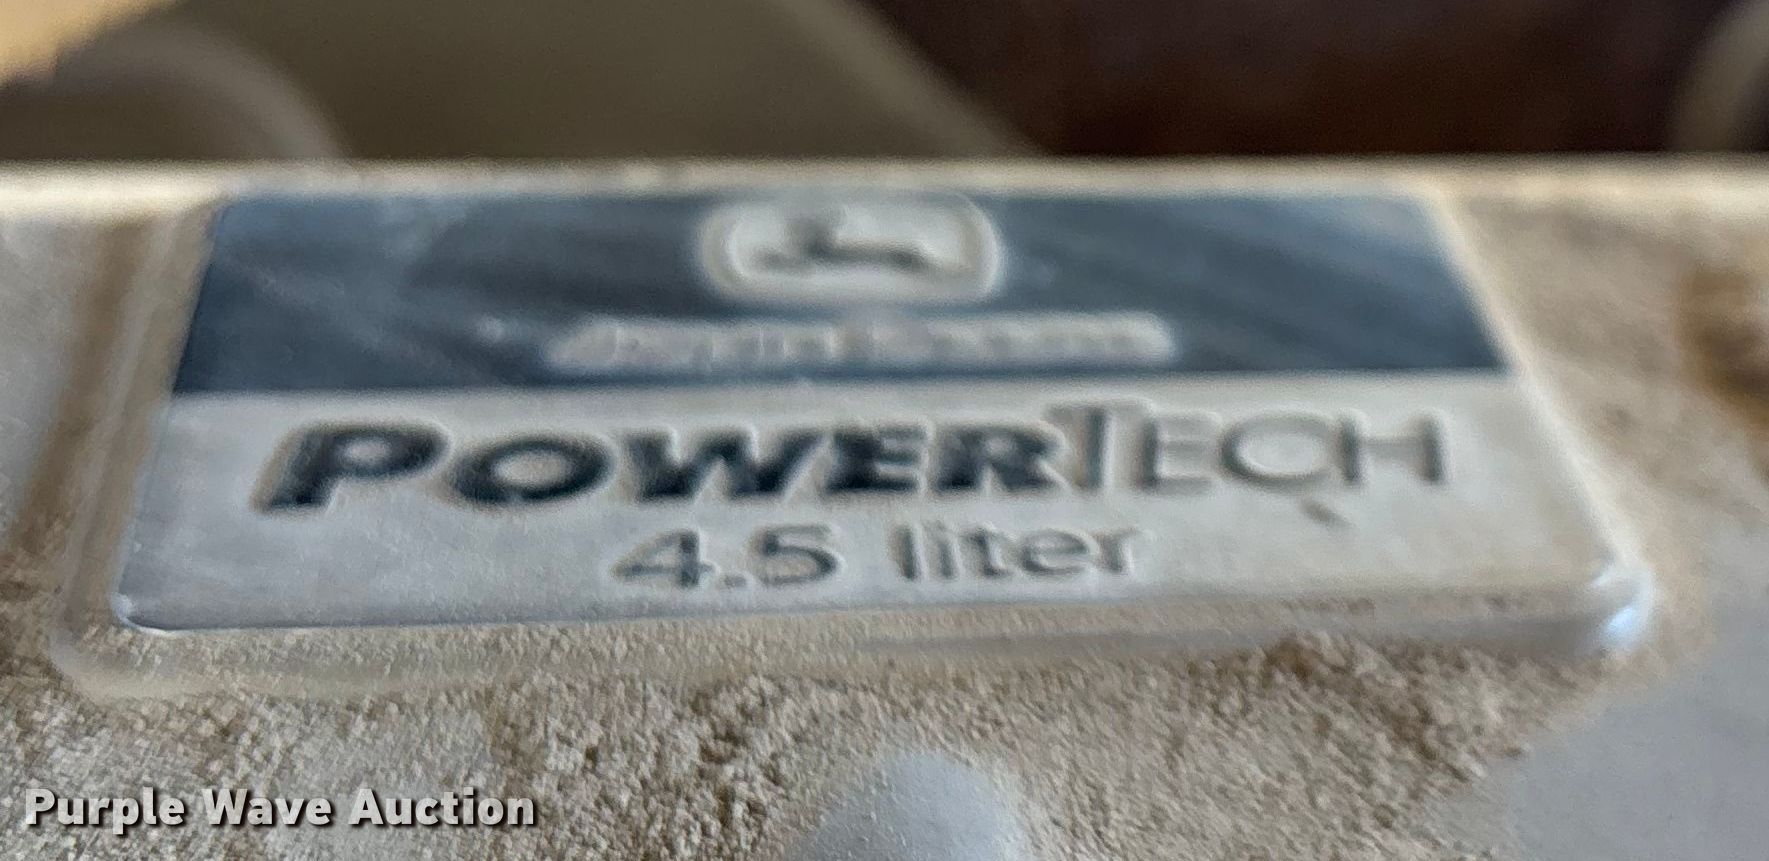 POWERTECH
4.5 liter
Purple Wave Auction